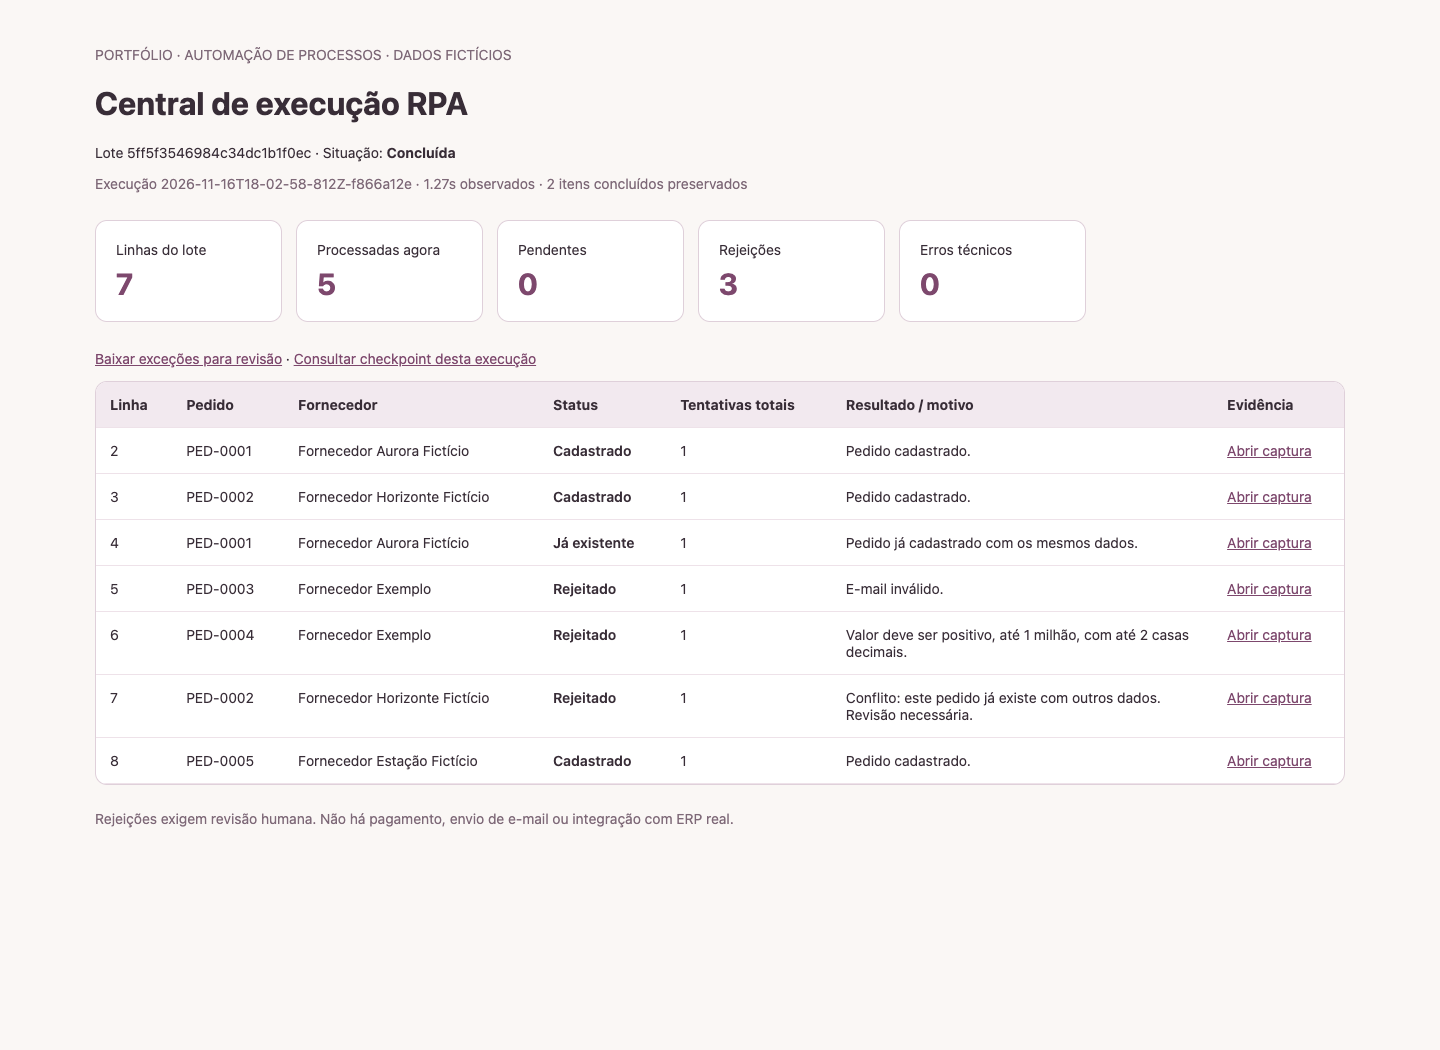 PORTFÓLIO · AUTOMAÇÃO DE PROCESSOS · DADOS FICTÍCIOS
Central de execução RPA
Lote 5ff5f3546984c34dc1b1f0ec · Situação: Concluída
Execução 2026-11-16T18-02-58-812Z-f866a12e · 1.27s observados · 2 itens concluídos preservados
Linhas do lote
7
Processadas agora
5
Pendentes
0
Rejeições
3
Erros técnicos
0
Baixar exceções para revisão · Consultar checkpoint desta execução
Linha Pedido Fornecedor Status Tentativas totais Resultado / motivo Evidência
2 PED-0001 Fornecedor Aurora Fictício Cadastrado 1 Pedido cadastrado. Abrir captura
3 PED-0002 Fornecedor Horizonte Fictício Cadastrado 1 Pedido cadastrado. Abrir captura
4 PED-0001 Fornecedor Aurora Fictício Já existente 1 Pedido já cadastrado com os mesmos dados. Abrir captura
5 PED-0003 Fornecedor Exemplo Rejeitado 1 E-mail inválido. Abrir captura
6 PED-0004 Fornecedor Exemplo Rejeitado 1 Valor deve ser positivo, até 1 milhão, com até 2 casas Abrir captura
decimais.
7 PED-0002 Fornecedor Horizonte Fictício Rejeitado 1 Conflito: este pedido já existe com outros dados. Abrir captura
Revisão necessária.
8 PED-0005 Fornecedor Estação Fictício Cadastrado 1 Pedido cadastrado. Abrir captura
Rejeições exigem revisão humana. Não há pagamento, envio de e-mail ou integração com ERP real.